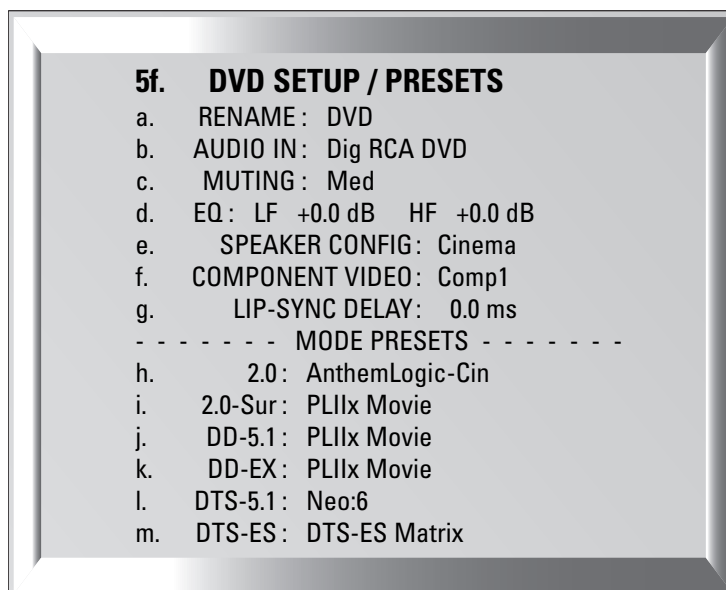 5f. DVD SETUP / PRESETS
a. RENAME : DVD
b. AUDIO IN : Dig RCA DVD
c. MUTING : Med
d. EQ : LF +0.0 dB HF +0.0 dB
e. SPEAKER CONFIG : Cinema
f. COMPONENT VIDEO : Comp1
g. LIP-SYNC DELAY : 0.0 ms
- - - - - - - MODE PRESETS - - - - - - -
h. 2.0 : AnthemLogic-Cin
i. 2.0-Sur : PLIIx Movie
j. DD-5.1 : PLIIx Movie
k. DD-EX : PLIIx Movie
l. DTS-5.1 : Neo:6
m. DTS-ES : DTS-ES Matrix